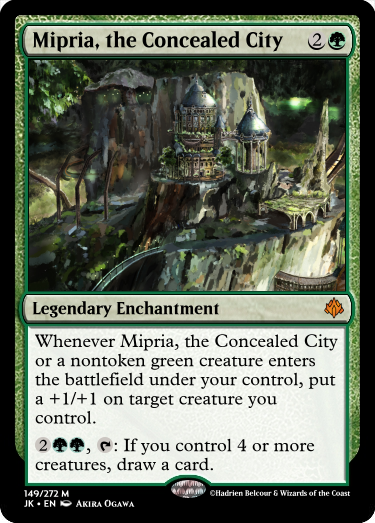 Mipria, the Concealed City 2
Legendary Enchantment
Whenever Mipria, the Concealed City
or a nontoken green creature enters
the battlefield under your control, put
a +1/+1 on target creature you
control.
2, : If you control 4 or more
creatures, draw a card.
149/272 M
JK • EN Akira Ogawa
©Hadrien Belcour & Wizards of the Coast